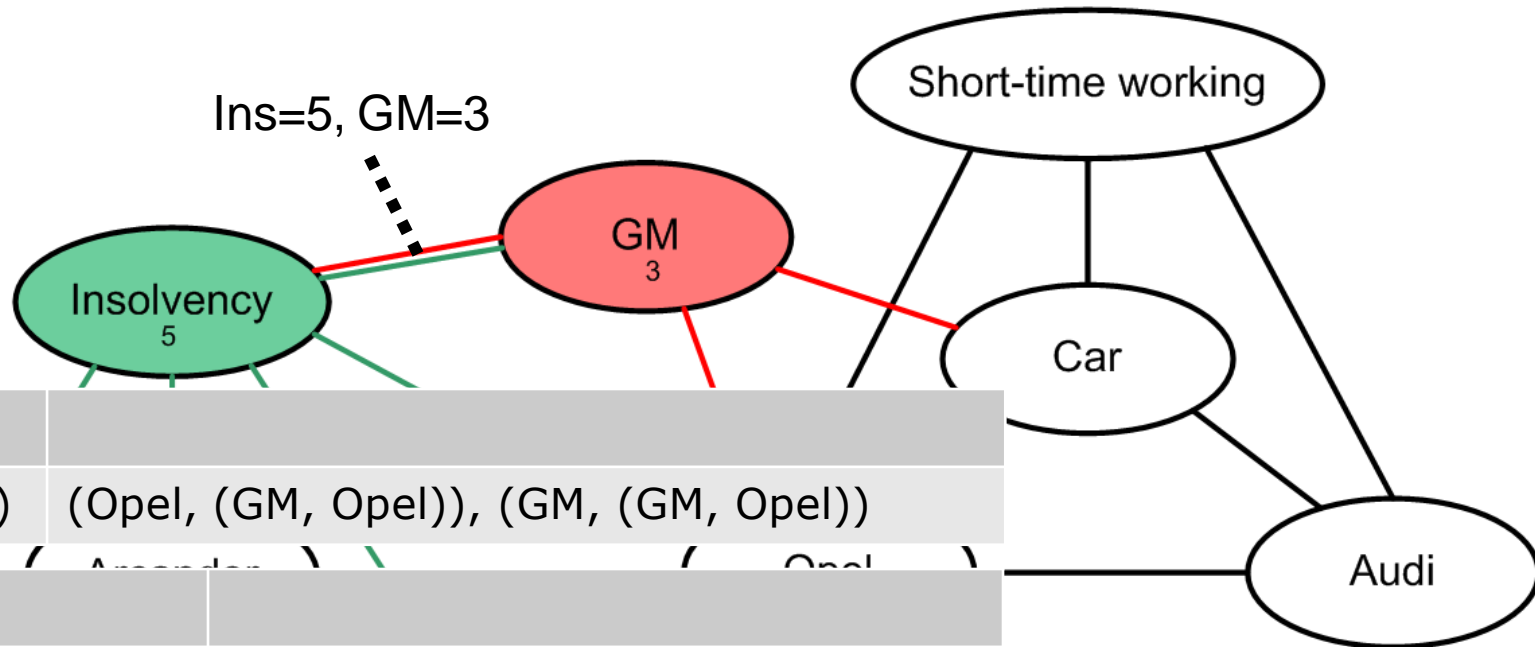 Short-time working
Ins=5, GM=3
GM
3
Insolvency
5
Car
) (Opel, (GM, Opel)), (GM, (GM, Opel))
Opel
Audi